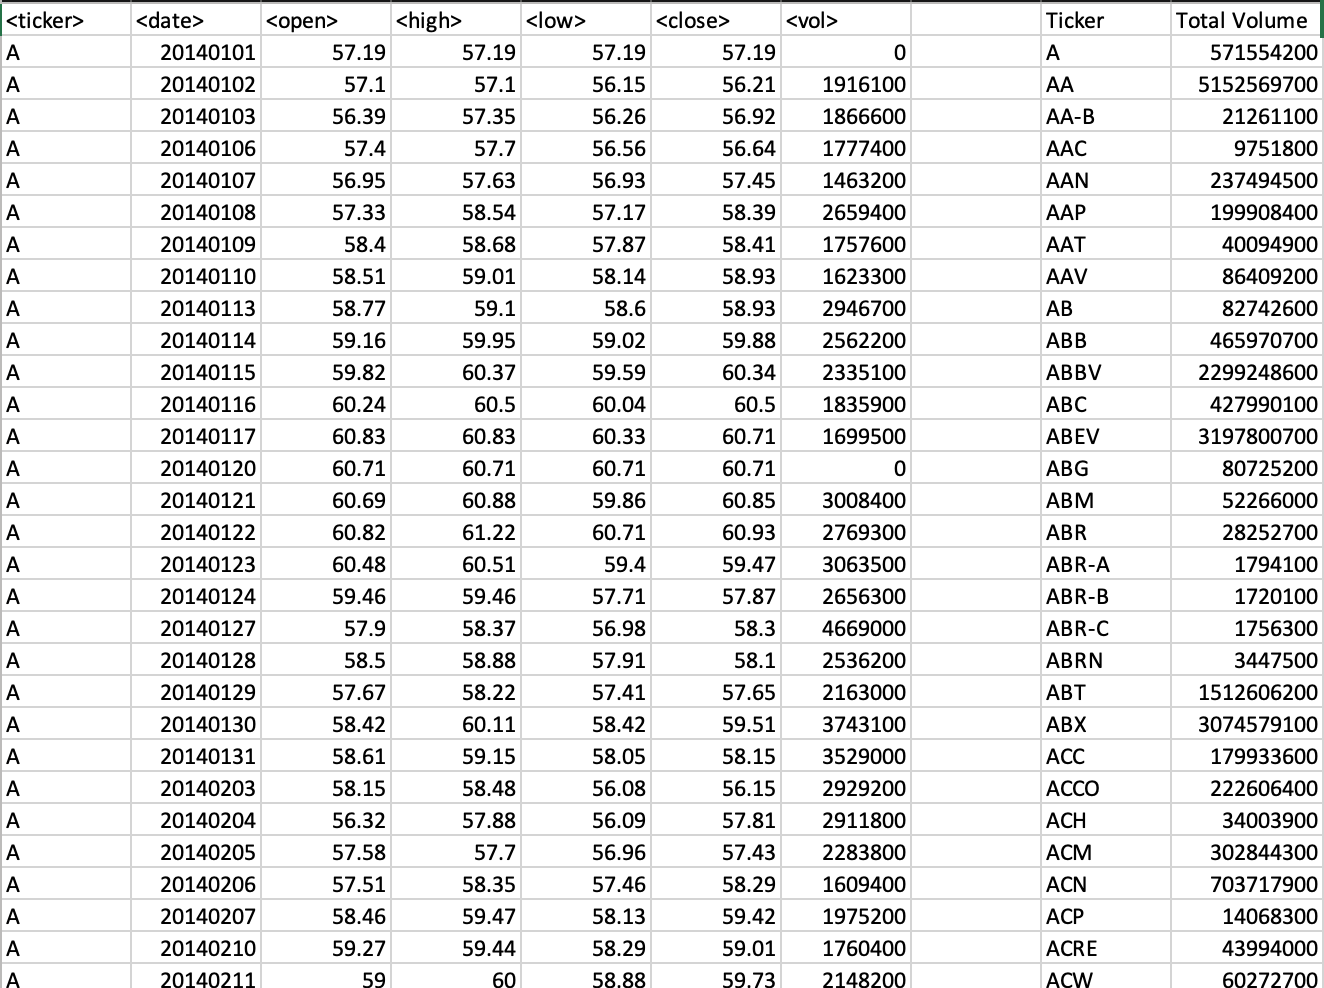 <ticker> <date> <open> <high> <low> <close> <vol> Ticker Total Volume
A 20140101 57.19 57.19 57.19 57.19 0 A 571554200
A 20140102 57.1 57.1 56.15 56.21 1916100 AA 5152569700
A 20140103 56.39 57.35 56.26 56.92 1866600 AA-B 21261100
A 20140106 57.4 57.7 56.56 56.64 1777400 AAC 9751800
A 20140107 56.95 57.63 56.93 57.45 1463200 AAN 237494500
A 20140108 57.33 58.54 57.17 58.39 2659400 AAP 199908400
A 20140109 58.4 58.68 57.87 58.41 1757600 AAT 40094900
A 20140110 58.51 59.01 58.14 58.93 1623300 AAV 86409200
A 20140113 58.77 59.1 58.6 58.93 2946700 AB 82742600
A 20140114 59.16 59.95 59.02 59.88 2562200 ABB 465970700
A 20140115 59.82 60.37 59.59 60.34 2335100 ABBV 2299248600
A 20140116 60.24 60.5 60.04 60.5 1835900 ABC 427990100
A 20140117 60.83 60.83 60.33 60.71 1699500 ABEV 3197800700
A 20140120 60.71 60.71 60.71 60.71 0 ABG 80725200
A 20140121 60.69 60.88 59.86 60.85 3008400 ABM 52266000
A 20140122 60.82 61.22 60.71 60.93 2769300 ABR 28252700
A 20140123 60.48 60.51 59.4 59.47 3063500 ABR-A 1794100
A 20140124 59.46 59.46 57.71 57.87 2656300 ABR-B 1720100
A 20140127 57.9 58.37 56.98 58.3 4669000 ABR-C 1756300
A 20140128 58.5 58.88 57.91 58.1 2536200 ABRN 3447500
A 20140129 57.67 58.22 57.41 57.65 2163000 ABT 1512606200
A 20140130 58.42 60.11 58.42 59.51 3743100 ABX 3074579100
A 20140131 58.61 59.15 58.05 58.15 3529000 ACC 179933600
A 20140203 58.15 58.48 56.08 56.15 2929200 ACCO 222606400
A 20140204 56.32 57.88 56.09 57.81 2911800 ACH 34003900
A 20140205 57.58 57.7 56.96 57.43 2283800 ACM 302844300
A 20140206 57.51 58.35 57.46 58.29 1609400 ACN 703717900
A 20140207 58.46 59.47 58.13 59.42 1975200 ACP 14068300
A 20140210 59.27 59.44 58.29 59.01 1760400 ACRE 43994000
A 20140211 59 60 58.88 59.73 2148200 ACW 60272700